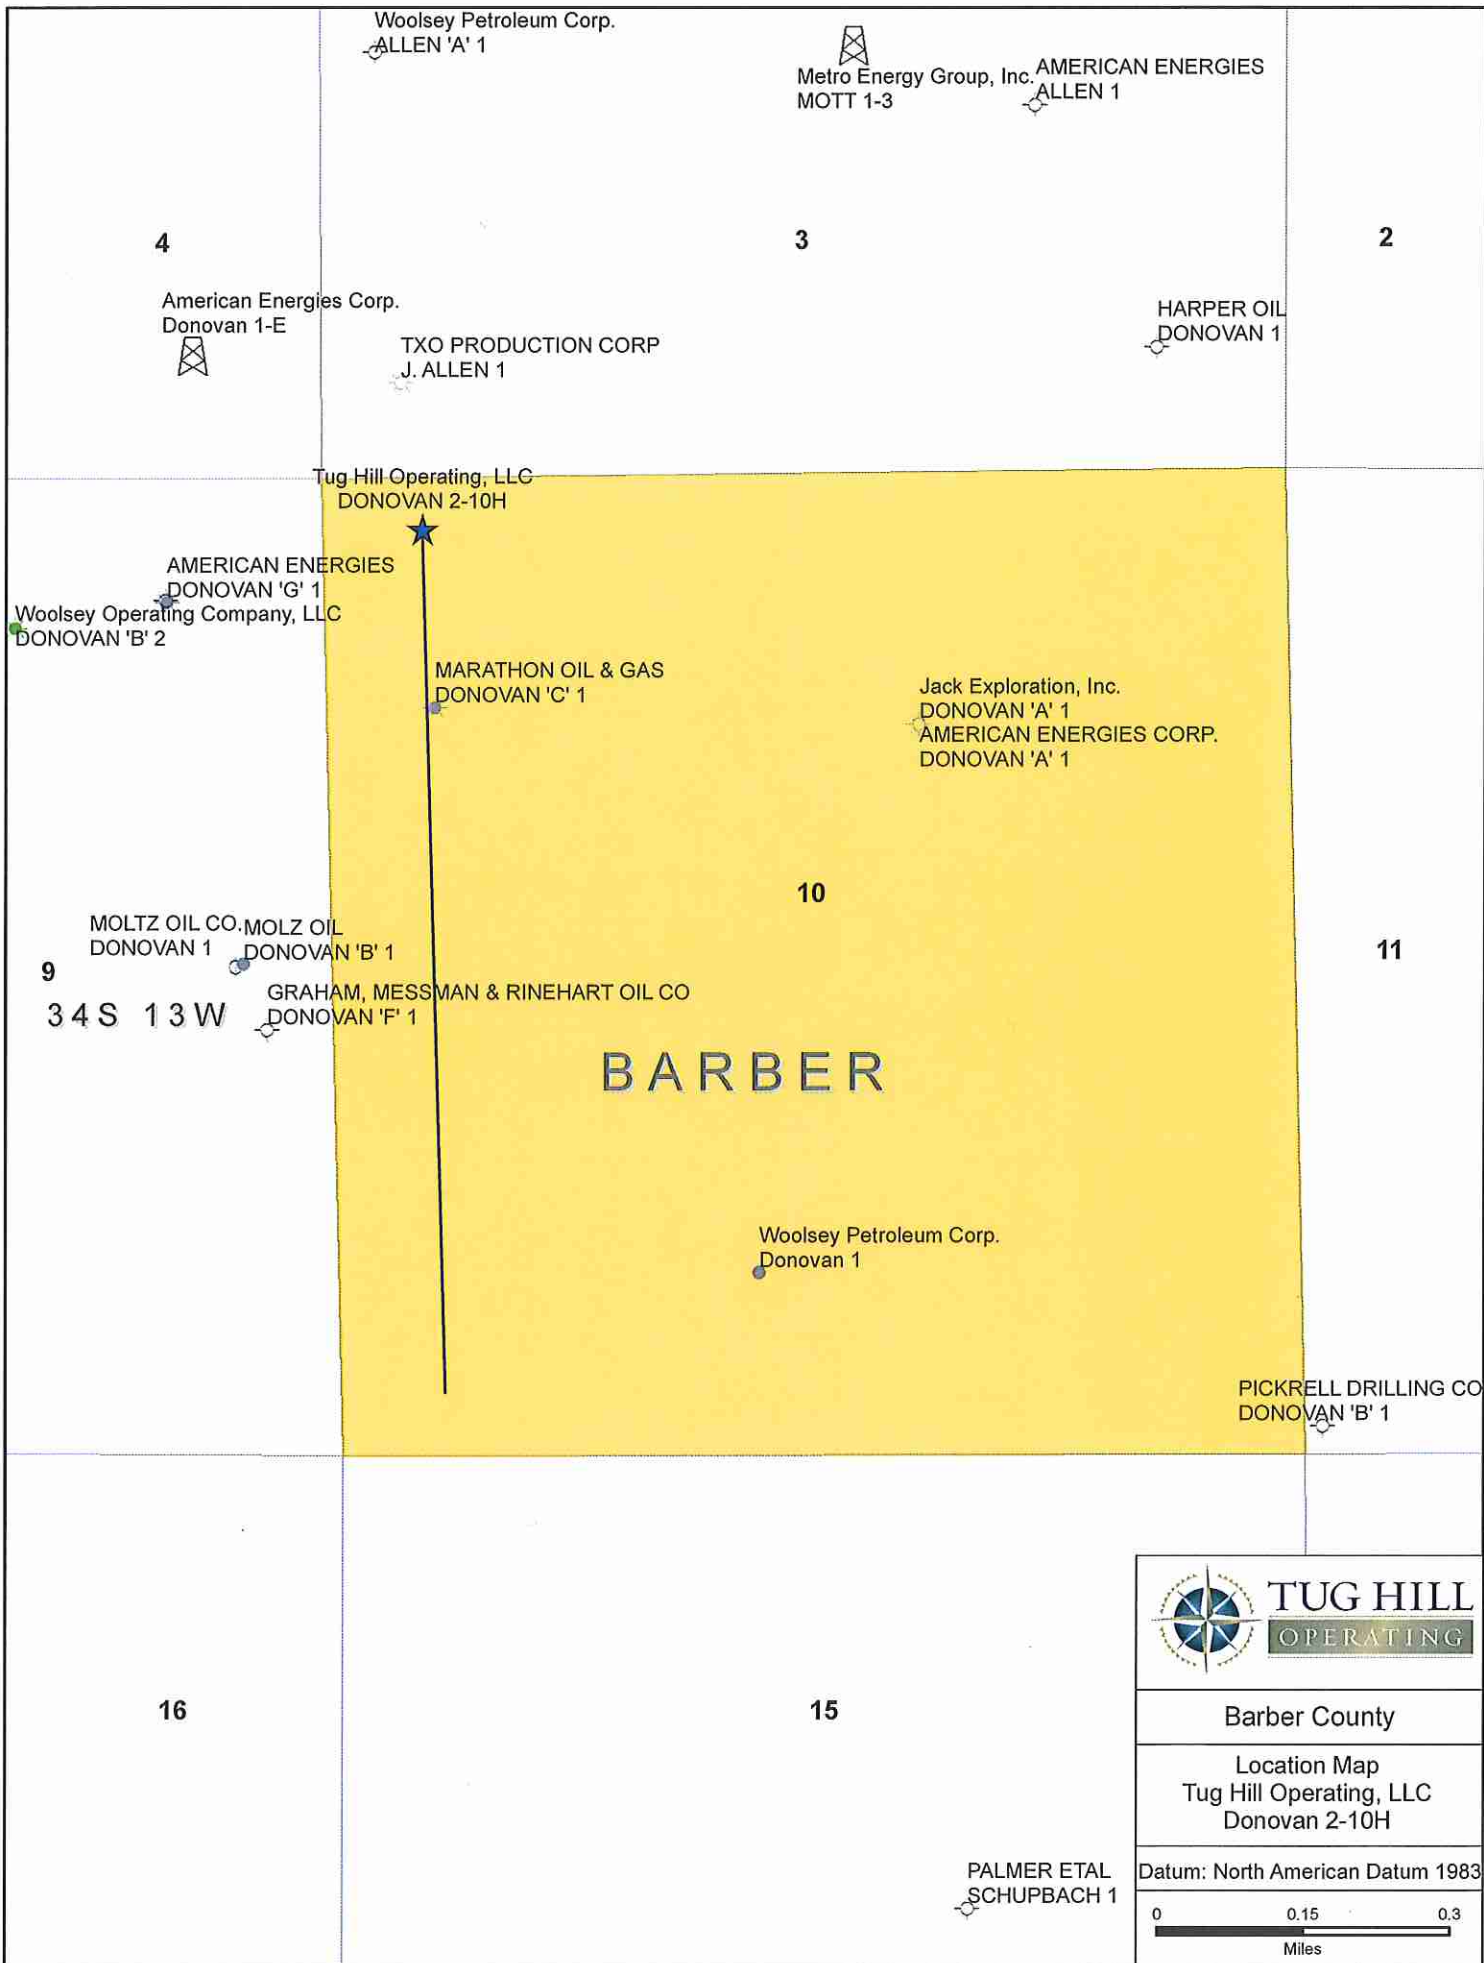 Woolsey Petroleum Corp.
ALLEN 'A' 1
Metro Energy Group, Inc.
MOTT 1-3
AMERICAN ENERGIES
ALLEN 1
4
3
2
American Energies Corp.
Donovan 1-E
TXO PRODUCTION CORP
J. ALLEN 1
HARPER OIL
DONOVAN 1
Tug Hill Operating, LLC
DONOVAN 2-10H
AMERICAN ENERGIES
DONOVAN 'G' 1
Woolsey Operating Company, LLC
DONOVAN 'B' 2
MARATHON OIL & GAS
DONOVAN 'C' 1
Jack Exploration, Inc.
DONOVAN 'A' 1
AMERICAN ENERGIES CORP.
DONOVAN 'A' 1
10
MOLTZ OIL CO.
DONOVAN 1
MOLZ OIL
DONOVAN 'B' 1
9
11
34S 13W
GRAHAM, MESSMAN & RINEHART OIL CO
DONOVAN 'F' 1
BARBER
Woolsey Petroleum Corp.
Donovan 1
PICKRELL DRILLING CO
DONOVAN 'B' 1
16
15
PALMER ETAL
SCHUPBACH 1
TUG HILL
OPERATING
Barber County
Location Map
Tug Hill Operating, LLC
Donovan 2-10H
Datum: North American Datum 1983
0 0.15 0.3
Miles